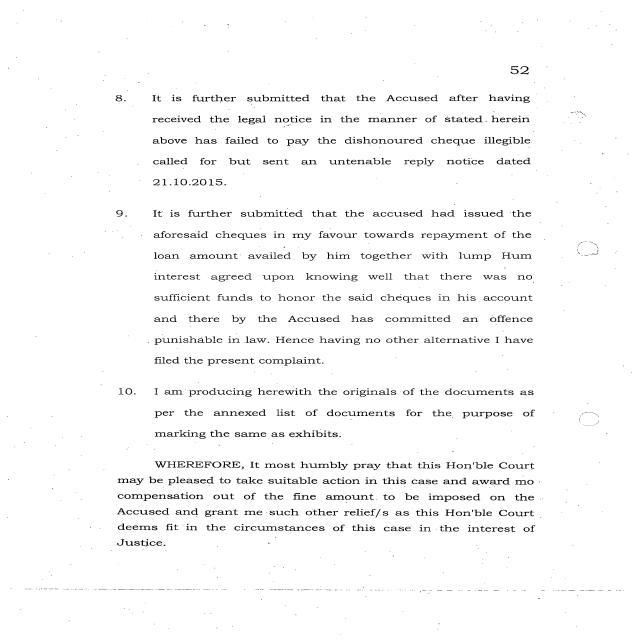 52
8. It is further submitted that the Accused after having
received the legal notice in the manner of stated herein
above has failed to pay the dishonoured cheque illegible
called for but sent an untenable reply notice dated
21.10.2015.
9. It is further submitted that the accused had issued the
aforesaid cheques in my favour towards repayment of the
loan amount availed by him together with lump Hum
interest agreed upon knowing well that there was no
sufficient funds to honor the said cheques in his account
and there by the Accused has committed an offence
punishable in law. Hence having no other alternative I have
filed the present complaint.
10. I am producing herewith the originals of the documents as
per the annexed list of documents for the purpose of
marking the same as exhibits.
WHEREFORE, It most humbly pray that this Hon'ble Court
may be pleased to take suitable action in this case and award mo
compensation out of the fine amount to be imposed on the
Accused and grant me such other relief/s as this Hon'ble Court
deems fit in the circumstances of this case in the interest of
Justice.